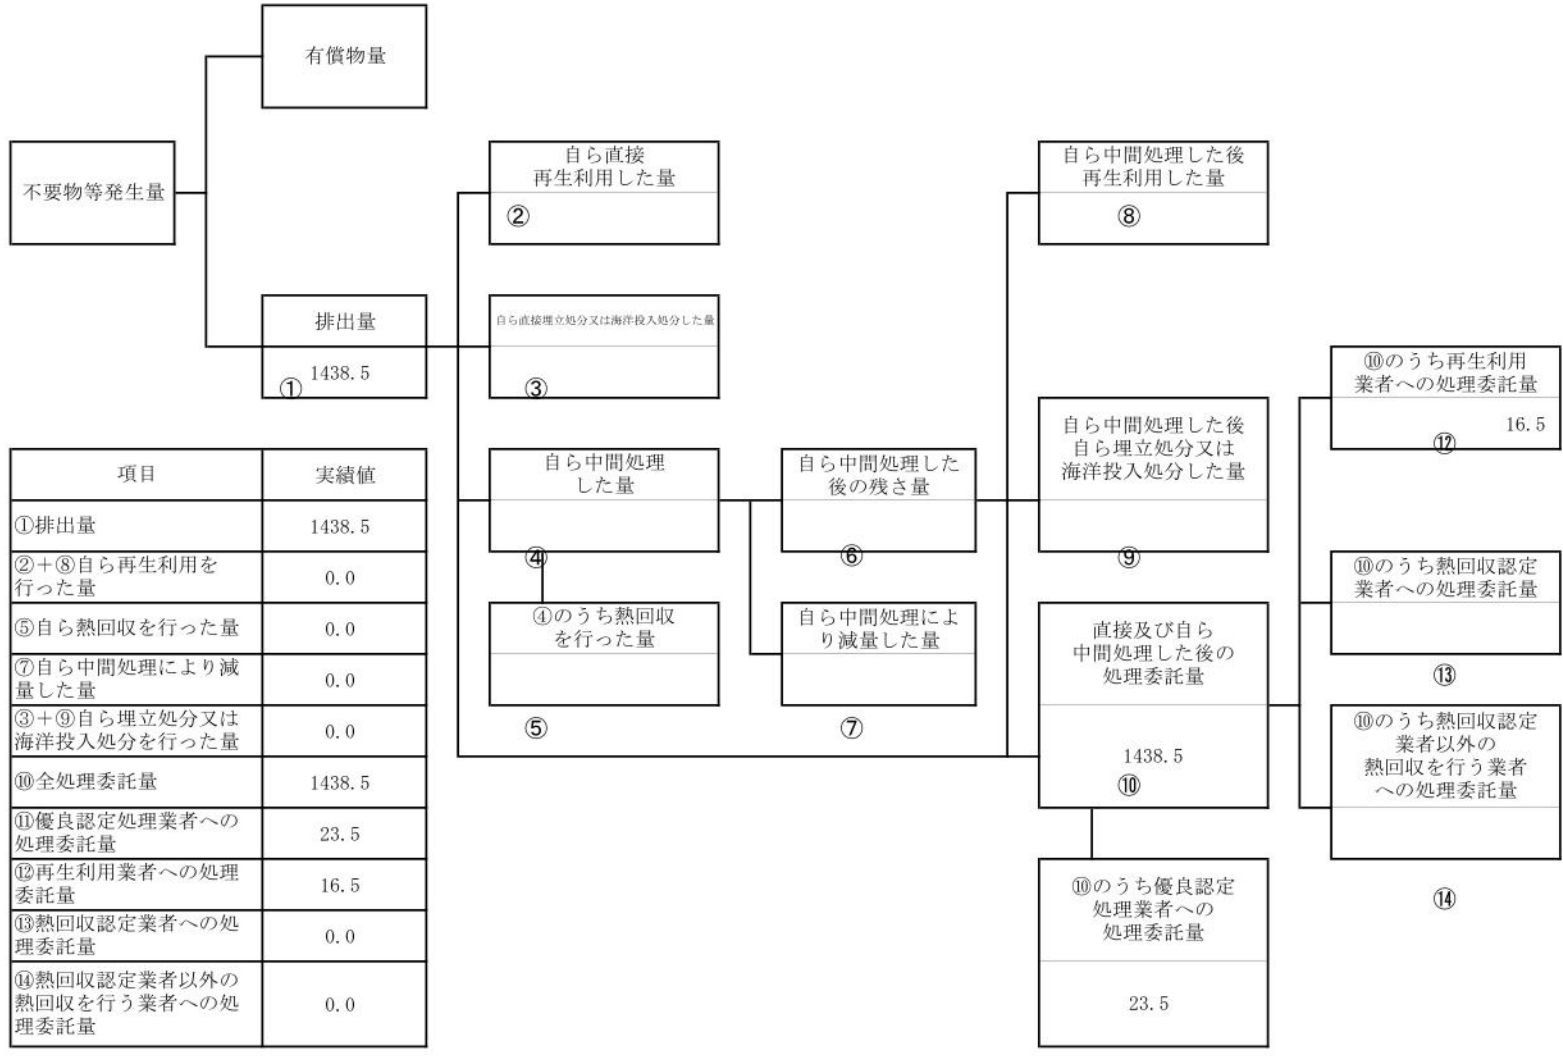 有償物量
不要物等発生量
排出量
1438.5
①
自ら直接
再生利用した量
②
自ら直接埋立処分又は海洋投入処分した量
③
自ら中間処理
した量
④
④のうち熱回収
を行った量
⑤
自ら中間処理した
後の残さ量
⑥
自ら中間処理によ
り減量した量
⑦
自ら中間処理した後
再生利用した量
⑧
自ら中間処理した後
自ら埋立処分又は
海洋投入処分した量
⑨
直接及び自ら
中間処理した後の
処理委託量
1438.5
⑩
⑩のうち優良認定
処理業者への
処理委託量
23.5
⑩のうち再生利用
業者への処理委託量
16.5
⑫
⑩のうち熱回収認定
業者への処理委託量
⑬
⑩のうち熱回収認定
業者以外の
熱回収を行う業者
への処理委託量
⑭
項目 実績値
①排出量 1438.5
②＋⑧自ら再生利用を
行った量 0.0
⑤自ら熱回収を行った量 0.0
⑦自ら中間処理により減
量した量 0.0
③＋⑨自ら埋立処分又は
海洋投入処分を行った量 0.0
⑩全処理委託量 1438.5
⑪優良認定処理業者への
処理委託量 23.5
⑫再生利用業者への処理
委託量 16.5
⑬熱回収認定業者への処
理委託量 0.0
⑭熱回収認定業者以外の
熱回収を行う業者への処
理委託量 0.0